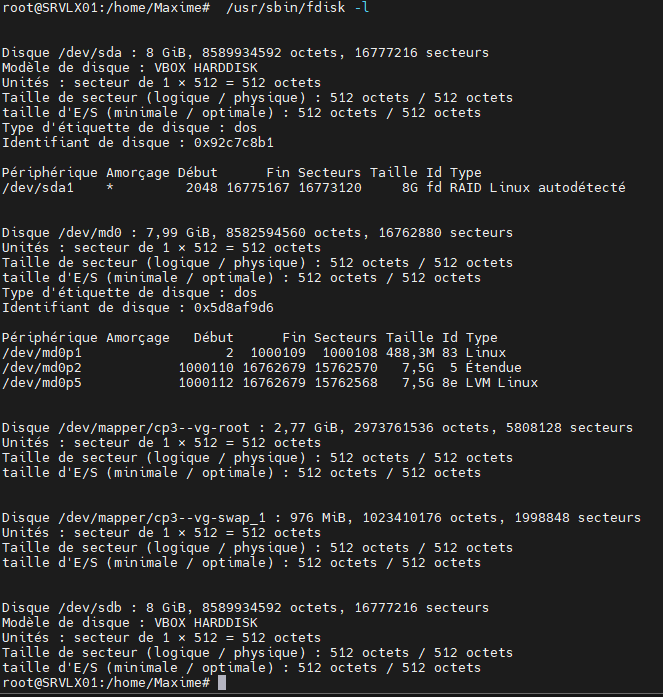 root@SRVLX01:/home/Maxime#  /usr/sbin/fdisk -l
Disque /dev/sda : 8 GiB, 8589934592 octets, 16777216 secteurs
Modèle de disque : VBOX HARDDISK
Unités : secteur de 1 × 512 = 512 octets
Taille de secteur (logique / physique) : 512 octets / 512 octets
taille d'E/S (minimale / optimale) : 512 octets / 512 octets
Type d'étiquette de disque : dos
Identifiant de disque : 0x92c7c8b1
Périphérique Amorçage Début      Fin Secteurs Taille Id Type
/dev/sda1    *         2048 16775167 16773120     8G fd RAID Linux autodétecté
Disque /dev/md0 : 7,99 GiB, 8582594560 octets, 16762880 secteurs
Unités : secteur de 1 × 512 = 512 octets
Taille de secteur (logique / physique) : 512 octets / 512 octets
taille d'E/S (minimale / optimale) : 512 octets / 512 octets
Type d'étiquette de disque : dos
Identifiant de disque : 0x5d8af9d6
Périphérique Amorçage   Début      Fin Secteurs Taille Id Type
/dev/md0p1                  2  1000109  1000108 488,3M 83 Linux
/dev/md0p2            1000110 16762679 15762570   7,5G  5 Étendue
/dev/md0p5            1000112 16762679 15762568   7,5G 8e LVM Linux
Disque /dev/mapper/cp3--vg-root : 2,77 GiB, 2973761536 octets, 5808128 secteurs
Unités : secteur de 1 × 512 = 512 octets
Taille de secteur (logique / physique) : 512 octets / 512 octets
taille d'E/S (minimale / optimale) : 512 octets / 512 octets
Disque /dev/mapper/cp3--vg-swap_1 : 976 MiB, 1023410176 octets, 1998848 secteurs
Unités : secteur de 1 × 512 = 512 octets
Taille de secteur (logique / physique) : 512 octets / 512 octets
taille d'E/S (minimale / optimale) : 512 octets / 512 octets
Disque /dev/sdb : 8 GiB, 8589934592 octets, 16777216 secteurs
Modèle de disque : VBOX HARDDISK
Unités : secteur de 1 × 512 = 512 octets
Taille de secteur (logique / physique) : 512 octets / 512 octets
taille d'E/S (minimale / optimale) : 512 octets / 512 octets
root@SRVLX01:/home/Maxime#